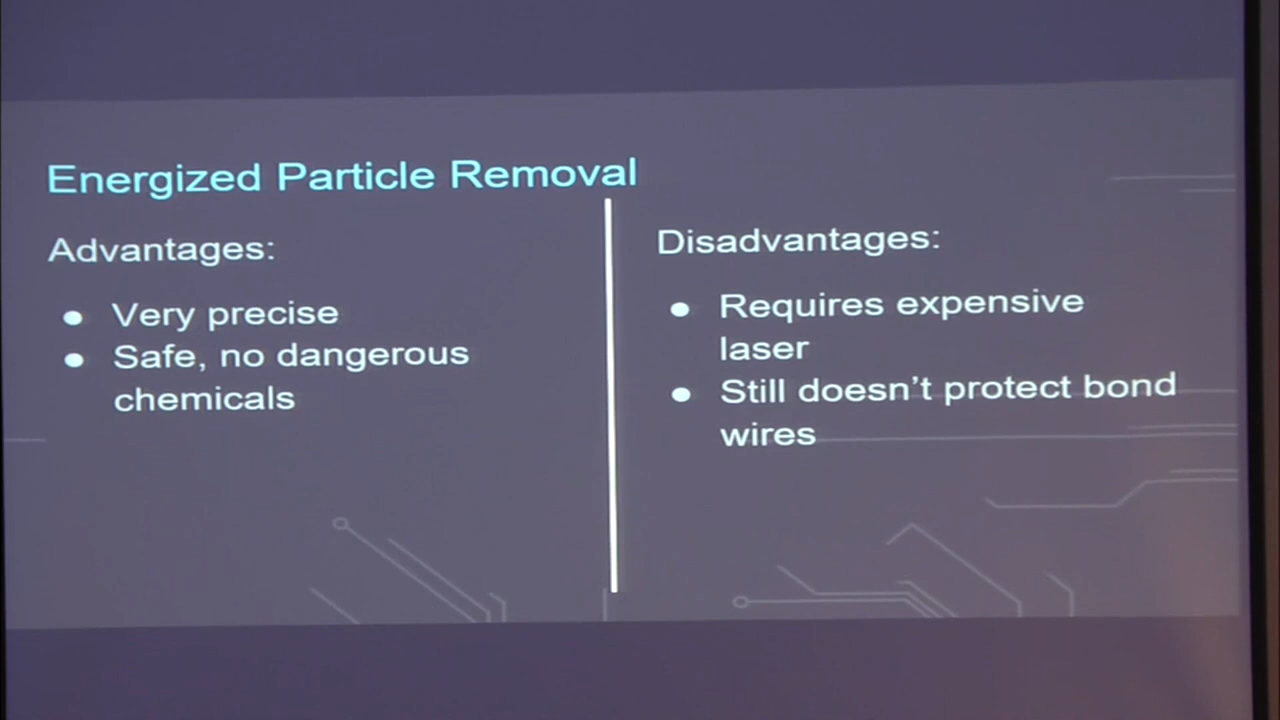 Energized Particle Removal
Advantages:
● Very precise
● Safe, no dangerous
chemicals
Disadvantages:
● Requires expensive
laser
● Still doesn't protect bond
wires